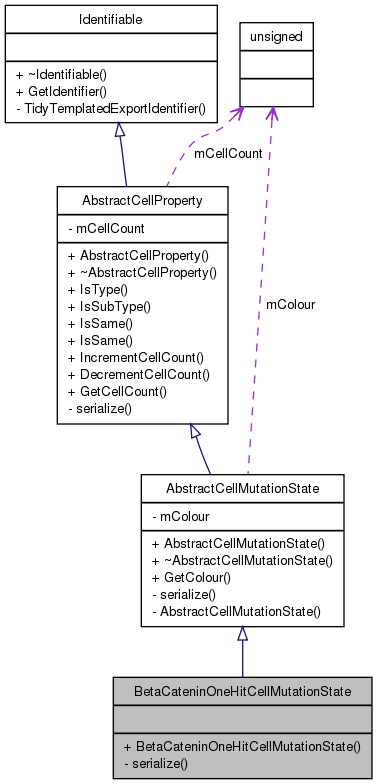 Identifiable
+ ~Identifiable()
+ GetIdentifier()
- TidyTemplatedExportIdentifier()
unsigned
mCellCount
AbstractCellProperty
- mCellCount
+ AbstractCellProperty()
+ ~AbstractCellProperty()
+ IsType()
+ IsSubType()
+ IsSame()
+ IsSame()
+ IncrementCellCount()
+ DecrementCellCount()
+ GetCellCount()
- serialize()
mColour
AbstractCellMutationState
- mColour
+ AbstractCellMutationState()
+ ~AbstractCellMutationState()
+ GetColour()
- serialize()
- AbstractCellMutationState()
BetaCateninOneHitCellMutationState
+ BetaCateninOneHitCellMutationState()
- serialize()